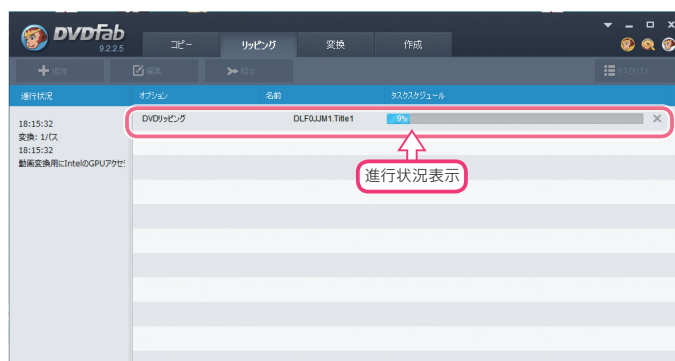 DVDFab
9.2.2.5
コピー
リッピング
変換
作成
追加
編集
結合
タスクリスト
進行状況
オプション
名前
タスクスケジュール
18:15:32
変換: 1/パス
18:15:32
動画変換用にIntelのGPUアクセ
DVDリッピング
DLF0JJM1.Title1
9%
進行状況表示